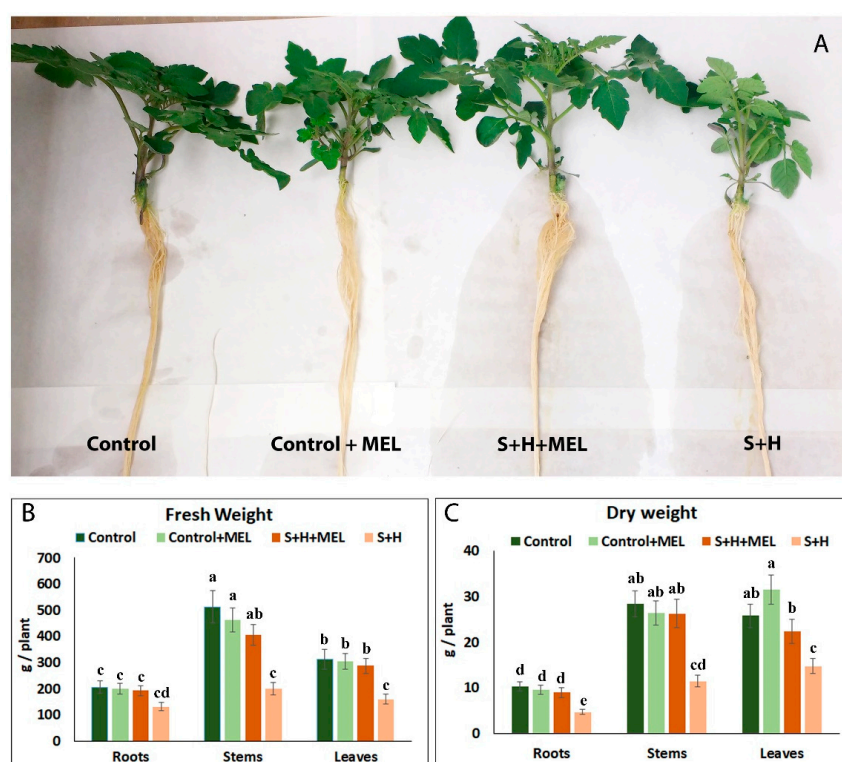 A
Control
Control + MEL
S+H+MEL
S+H
B
Fresh Weight
Control
Control+MEL
S+H+MEL
S+H
700
600
500
400
300
200
100
0
g / plant
c
c
c
cd
a
a
ab
c
b
b
b
c
Roots
Stems
Leaves
C
Dry weight
Control
Control+MEL
S+H+MEL
S+H
40
30
20
10
0
g / plant
d
d
d
e
ab
ab
ab
cd
ab
a
b
c
Roots
Stems
Leaves